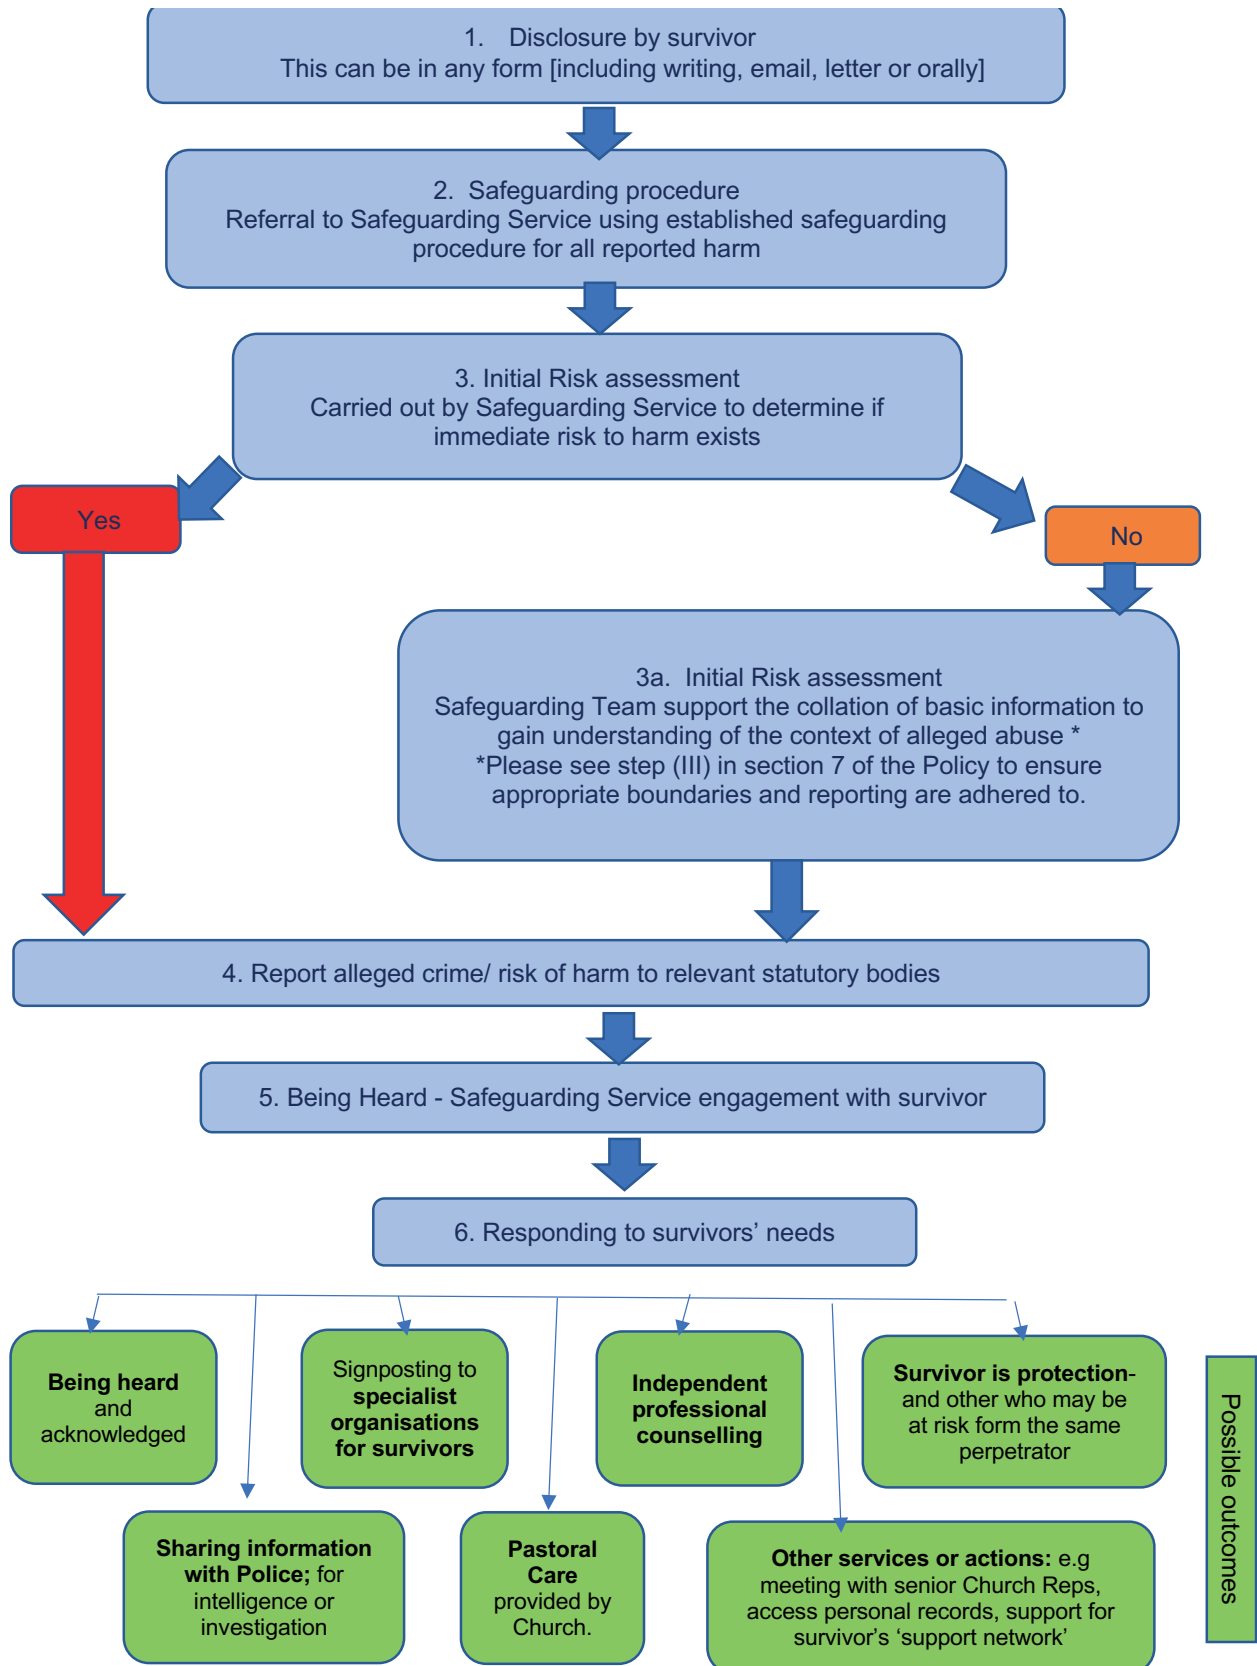 1. Disclosure by survivor
This can be in any form [including writing, email, letter or orally]
2. Safeguarding procedure
Referral to Safeguarding Service using established safeguarding
procedure for all reported harm
3. Initial Risk assessment
Carried out by Safeguarding Service to determine if
immediate risk to harm exists
Yes
No
3a. Initial Risk assessment
Safeguarding Team support the collation of basic information to
gain understanding of the context of alleged abuse *
*Please see step (III) in section 7 of the Policy to ensure
appropriate boundaries and reporting are adhered to.
4. Report alleged crime/ risk of harm to relevant statutory bodies
5. Being Heard - Safeguarding Service engagement with survivor
6. Responding to survivors’ needs
Being heard
and
acknowledged
Signposting to
specialist
organisations
for survivors
Independent
professional
counselling
Survivor is protection-
and other who may be
at risk form the same
perpetrator
Possible outcomes
Sharing information
with Police; for
intelligence or
investigation
Pastoral
Care
provided by
Church.
Other services or actions: e.g
meeting with senior Church Reps,
access personal records, support for
survivor’s ‘support network’